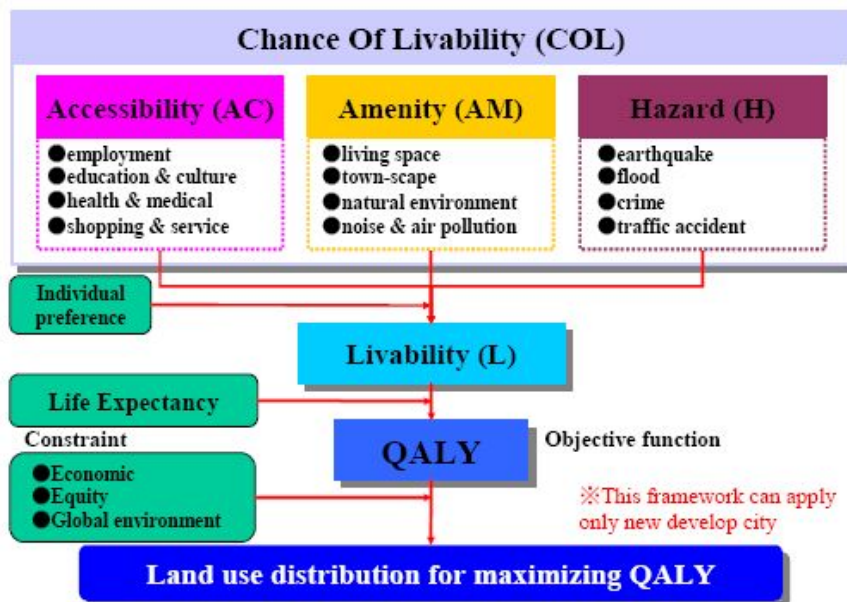 Chance Of Livability (COL)
Accessibility (AC)
●employment
●education & culture
●health & medical
●shopping & service
Amenity (AM)
●living space
●town-scape
●natural environment
●noise & air pollution
Hazard (H)
●earthquake
●flood
●crime
●traffic accident
Individual
preference
Livability (L)
Life Expectancy
QALY
Objective function
Constraint
●Economic
●Equity
●Global environment
※This framework can apply
only new develop city
Land use distribution for maximizing QALY